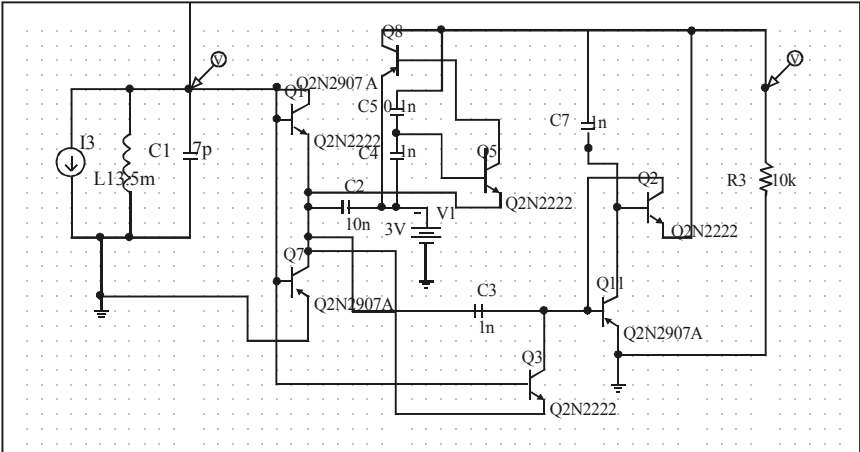 Q8
V
V
Q1
Q2N2907A
C5 0.1n
I3
C1
7p
Q2N2222
C4
1n
Q5
C7
1n
L1
3.5m
C2
10n
V1
3V
Q2N2222
Q2
Q2N2222
R3
10k
Q7
Q2N2907A
C3
1n
Q11
Q2N2907A
Q3
Q2N2222